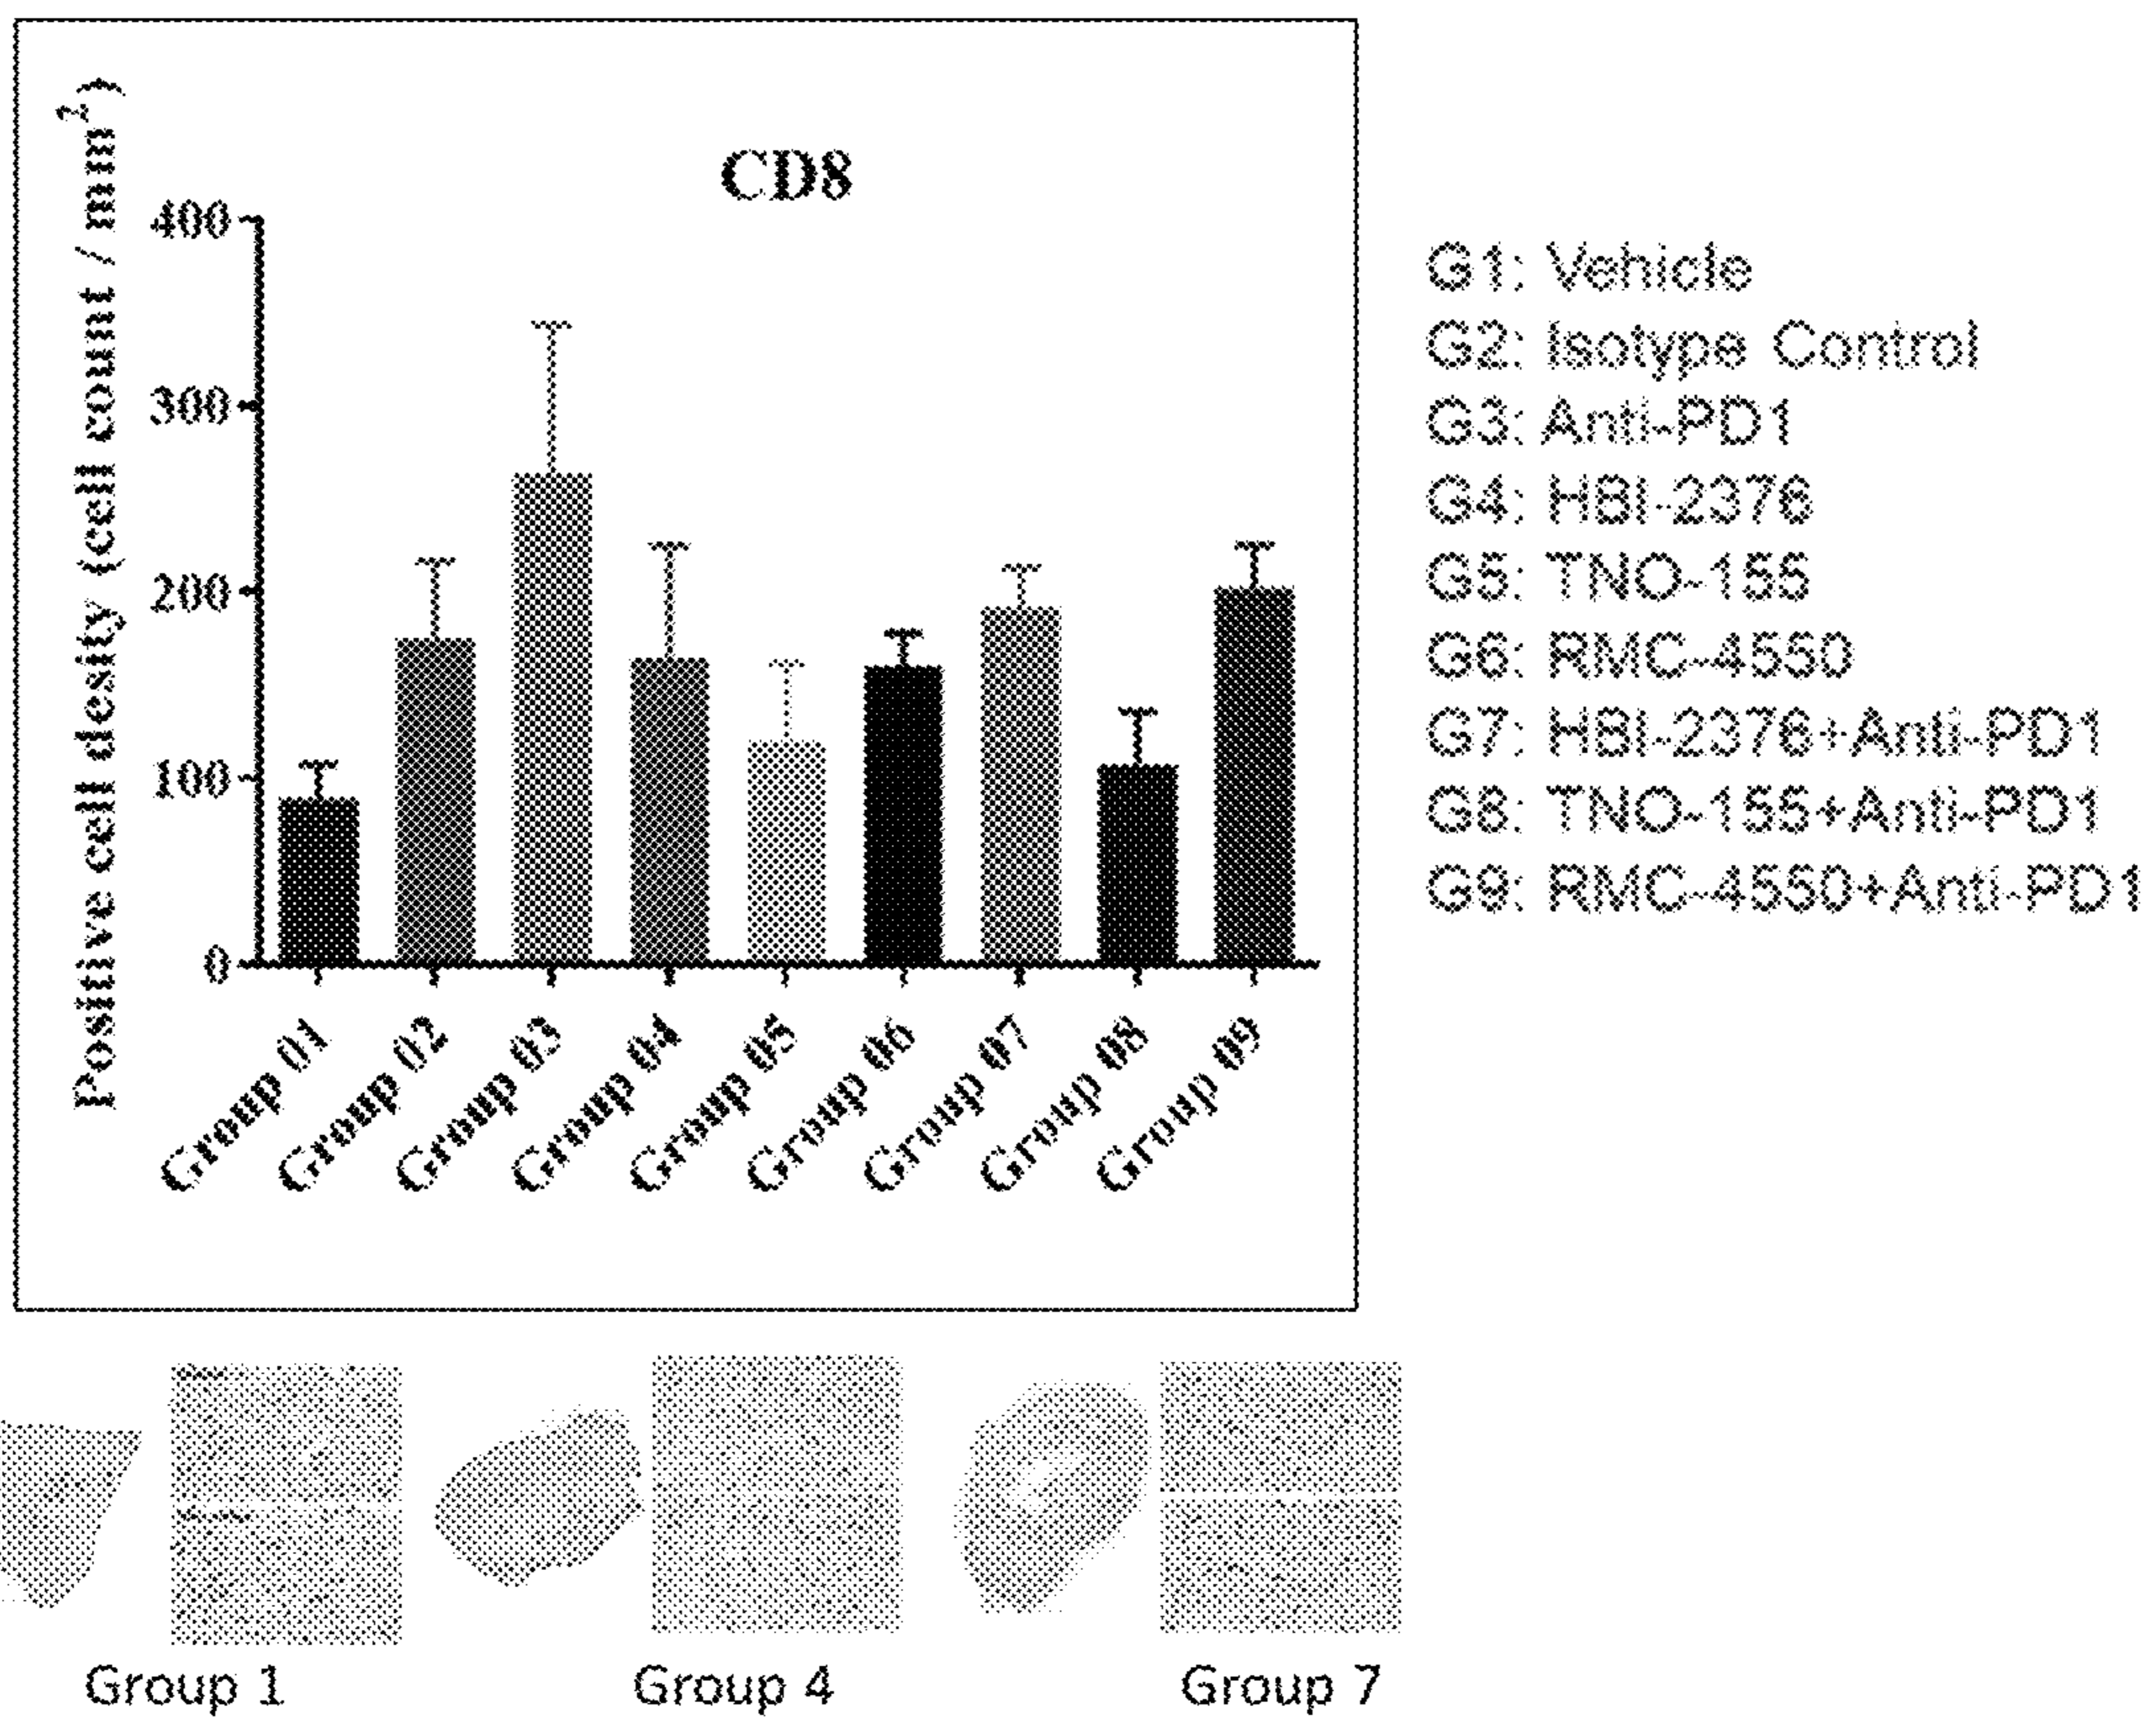 CD8
Positive cell density (cell count / mm²)
400
300
200
100
0
Group 01
Group 02
Group 03
Group 04
Group 05
Group 06
Group 07
Group 08
Group 09
G1: Vehicle
G2: Isotype Control
G3: Anti-PD1
G4: HBI-2376
G5: TNO-155
G6: RMC-4550
G7: HBI-2376+Anti-PD1
G8: TNO-155+Anti-PD1
G9: RMC-4550+Anti-PD1
Group 1
Group 4
Group 7